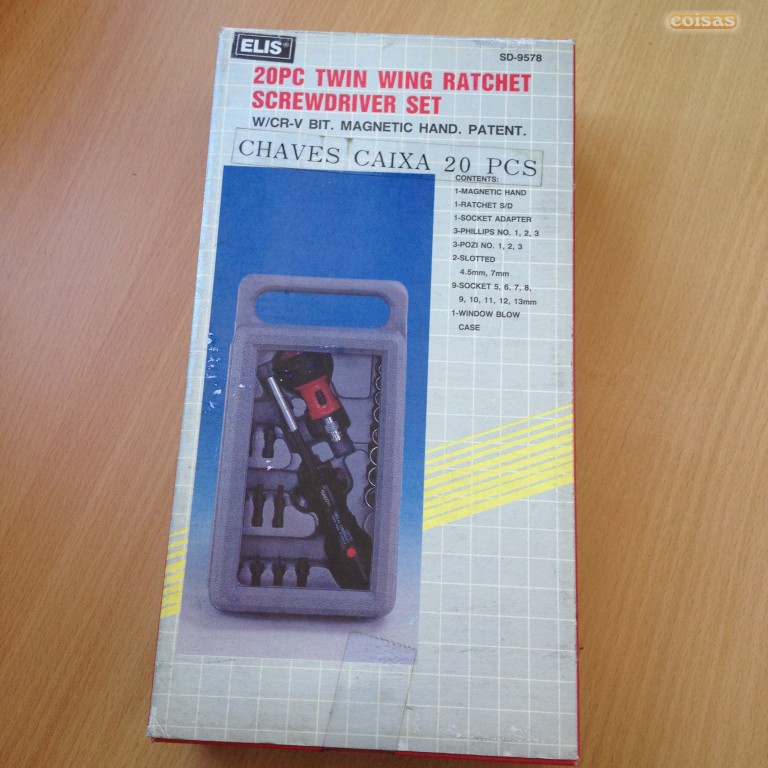 coisas
ELIS®
SD-9578
20PC TWIN WING RATCHET
SCREWDRIVER SET
W/CR-V BIT. MAGNETIC HAND. PATENT.
CHAVES CAIXA 20 PCS
CONTENTS:
1-MAGNETIC HAND
1-RATCHET S/D
1-SOCKET ADAPTER
3-PHILLIPS NO. 1, 2, 3
3-POZI NO. 1, 2, 3
2-SLOTTED
4.5mm, 7mm
9-SOCKET 5, 6, 7, 8,
9, 10, 11, 12, 13mm
1-WINDOW BLOW
CASE